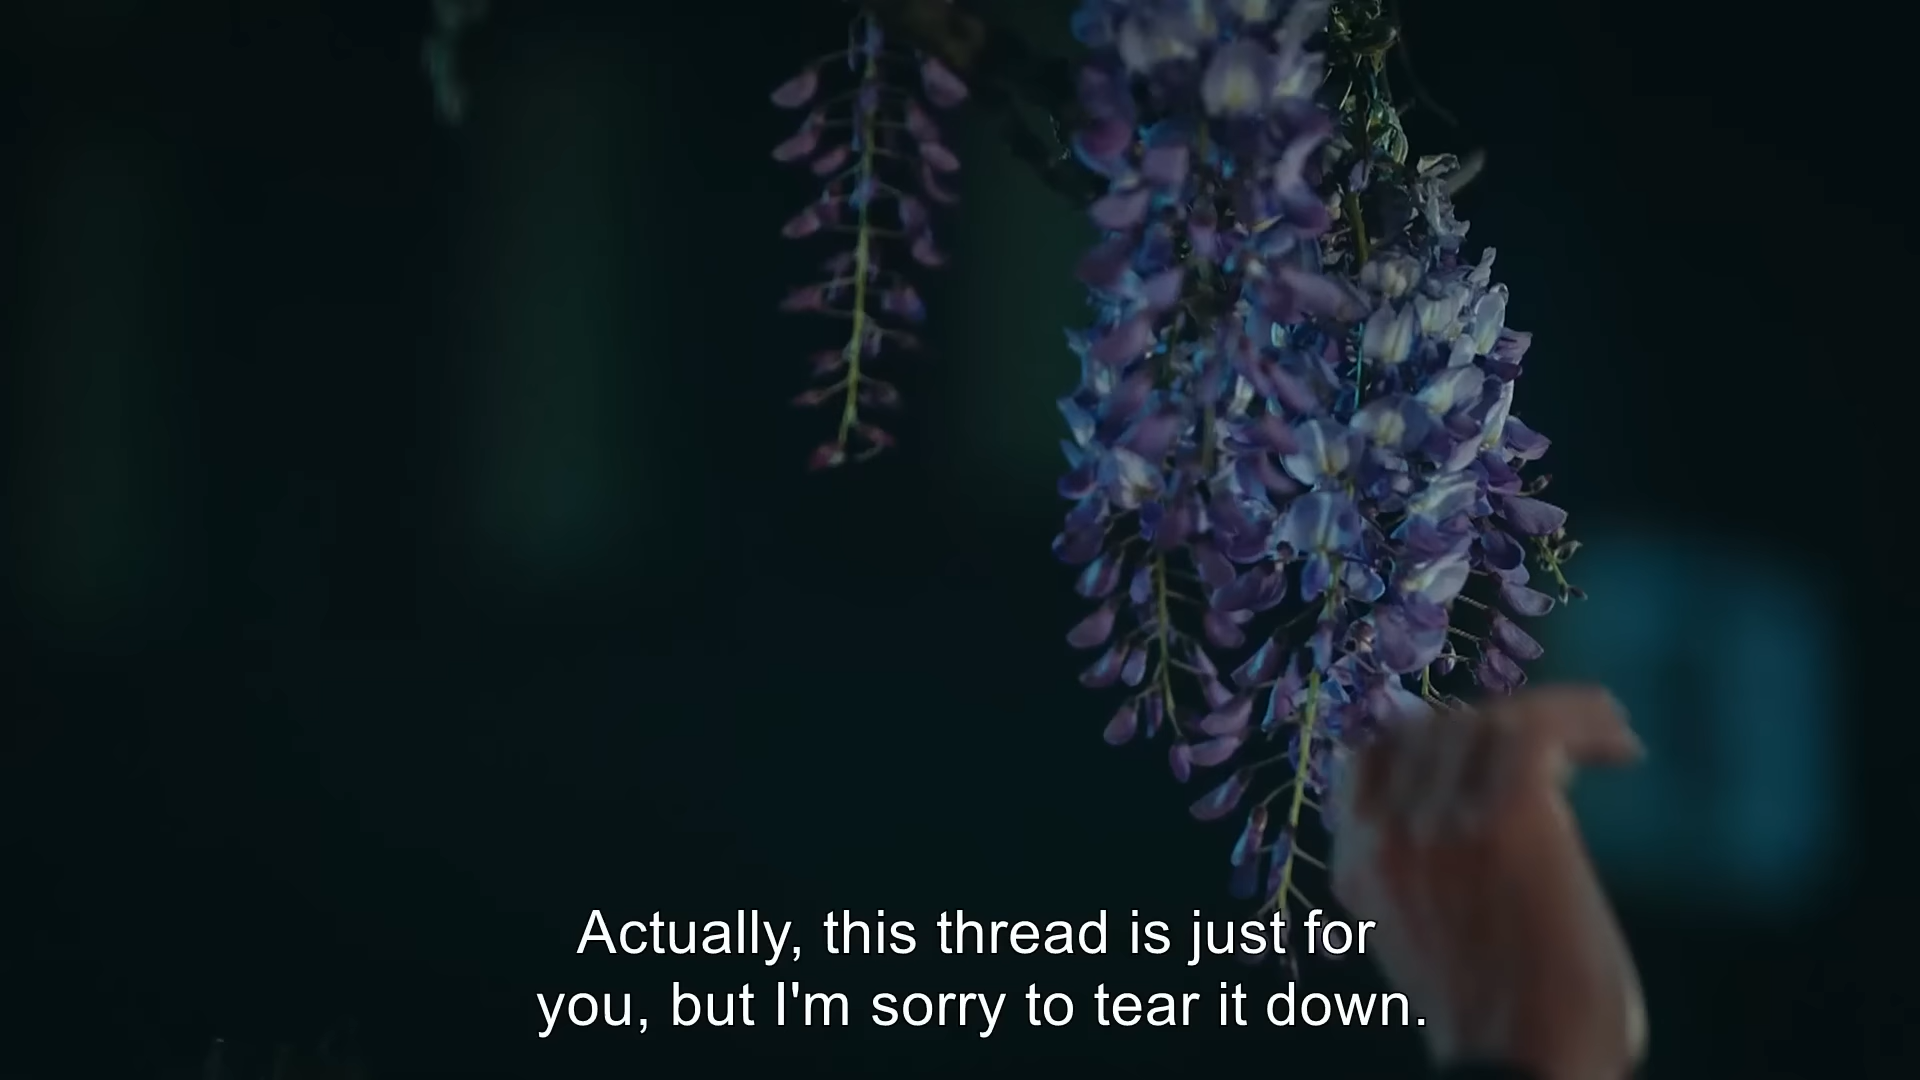 Actually, this thread is just for
you, but I'm sorry to tear it down.